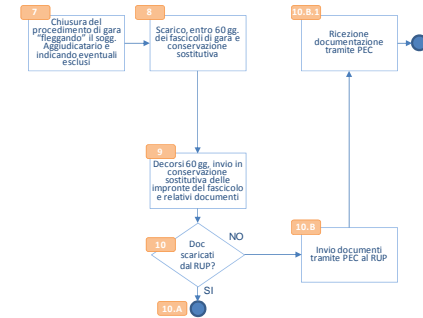 7
Chiusura del
procedimento di gara
"fleggando" il sogg.
Aggiudicatario e
indicando eventuali
esclusi
8
Scarico, entro 60 gg,
dei fascicoli di gara e
conservazione
sostitutiva
10.B.1
Ricezione
documentazione
tramite PEC
9
Decorsi 60 gg, invio in
conservazione
sostitutiva delle
impronte del fascicolo
e relativi documenti
10
Doc
scaricati
dal RUP?
NO
SI
10.B
Invio documenti
tramite PEC al RUP
10.A